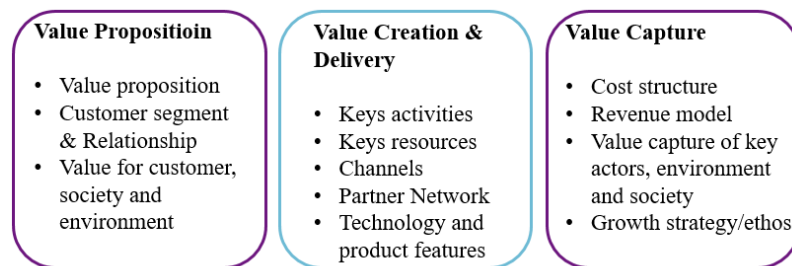 Value Propositioin
• Value proposition
• Customer segment
& Relationship
• Value for customer,
society and
environment
Value Creation &
Delivery
• Keys activities
• Keys resources
• Channels
• Partner Network
• Technology and
product features
Value Capture
• Cost structure
• Revenue model
• Value capture of key
actors, environment
and society
• Growth strategy/ethos